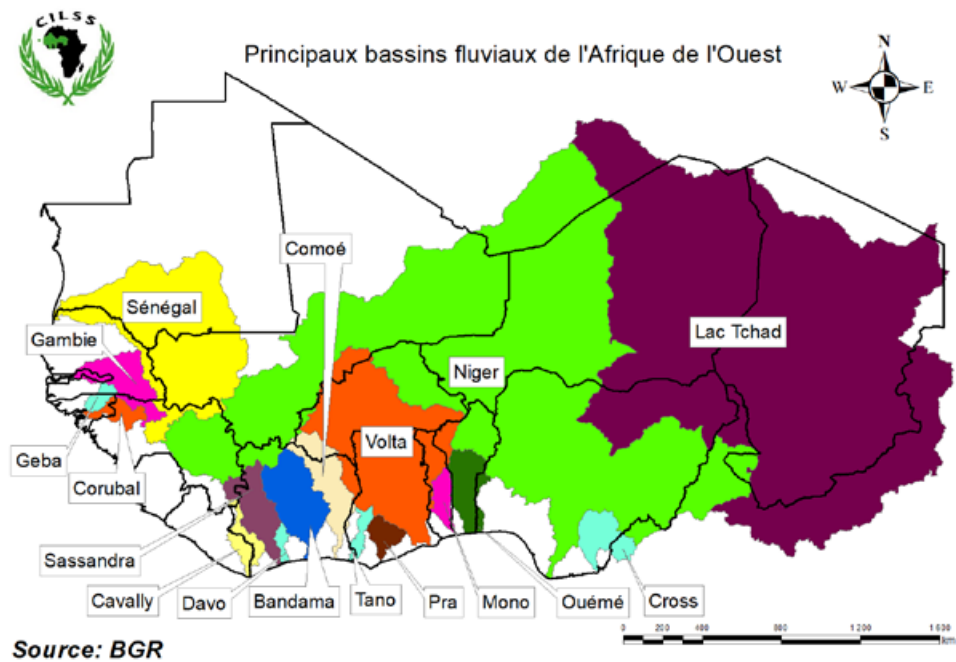 CILSS
Principaux bassins fluviaux de l'Afrique de l'Ouest
N
W
E
S
Comoé
Sénégal
Gambie
Lac Tchad
Niger
Volta
Geba
Corubal
Sassandra
Cavally
Davo
Bandama
Tano
Pra
Mono
Ouémé
Cross
0 200 400 800 1 200 1 600
km
Source: BGR